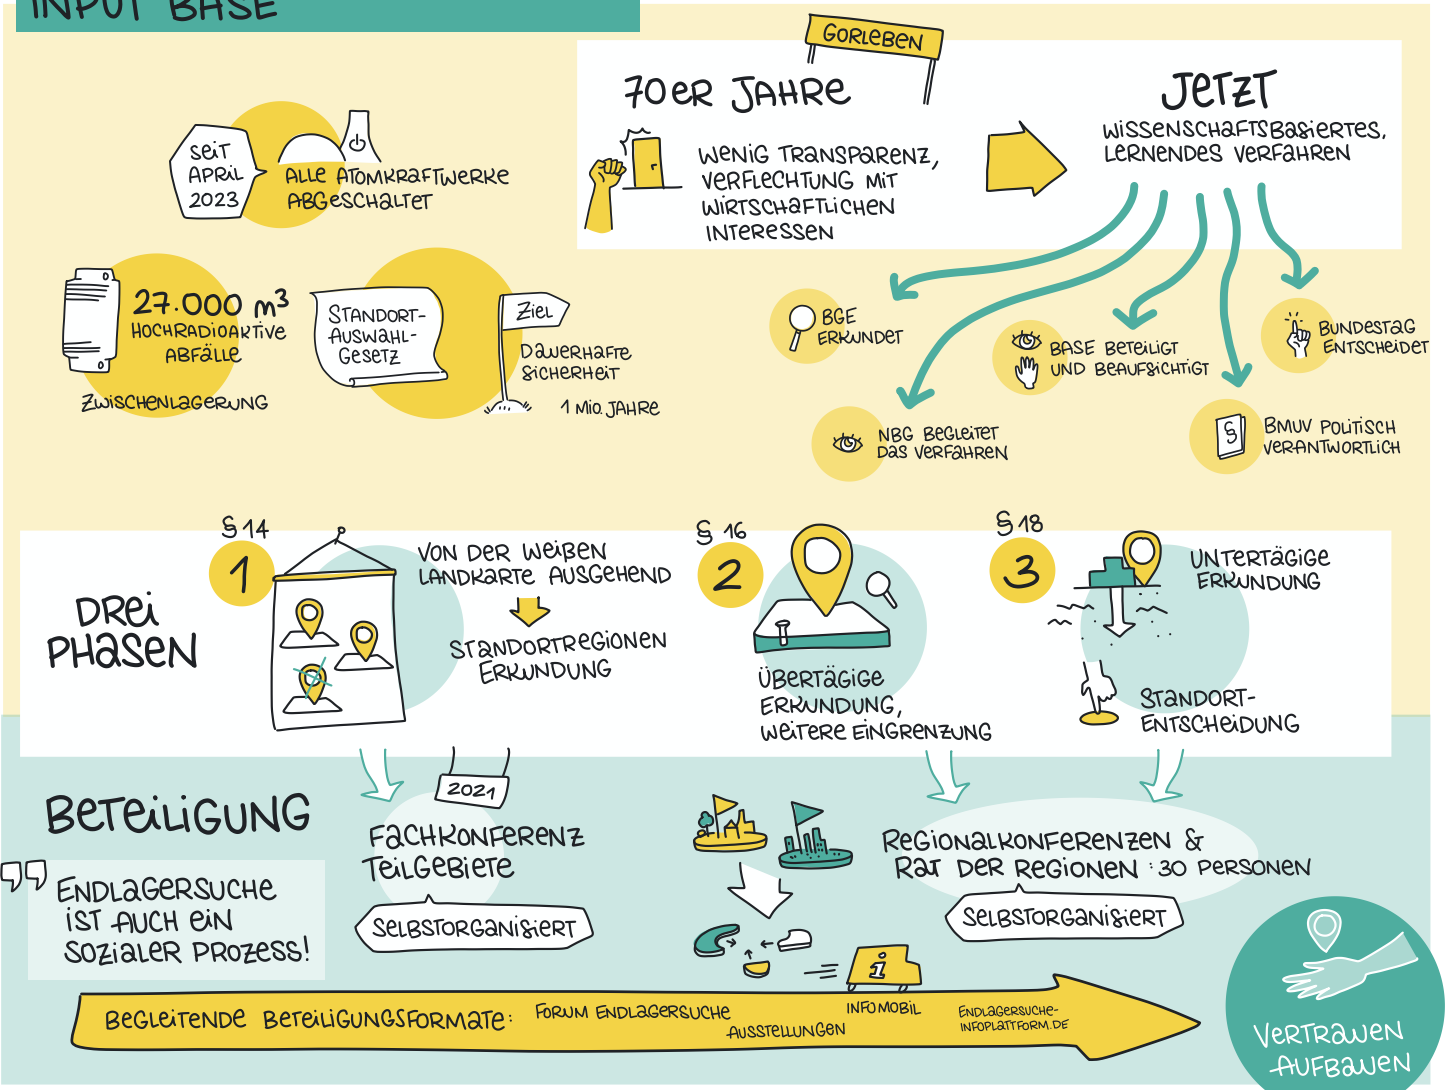 INPUT BASE
SEIT
APRIL
2023
ALLE ATOMKRAFTWERKE
ABGESCHALTET
27.000 m³
HOCHRADIOAKTIVE
ABFÄLLE
ZWISCHENLAGERUNG
STANDORT-
AUSWAHL-
GESETZ
ZIEL
DAUERHAFTE
SICHERHEIT
1 MIO. JAHRE
GORLEBEN
70ER JAHRE
WENIG TRANSPARENZ,
VERFLECHTUNG MIT
WIRTSCHAFTLICHEN
INTERESSEN
JETZT
WISSENSCHAFTSBASIERTES,
LERNENDES VERFAHREN
BGE
ERKUNDET
NBG BEGLEITET
DAS VERFAHREN
BASE BETEILIGT
UND BEAUFSICHTIGT
§
BMUV POLITISCH
VERANTWORTLICH
BUNDESTAG
ENTSCHEIDET
DREI
PHASEN
§ 14
1
VON DER WEIßEN
LANDKARTE AUSGEHEND
STANDORTREGIONEN
ERKUNDUNG
§ 16
2
ÜBERTÄGIGE
ERKUNDUNG,
WEITERE EINGRENZUNG
§ 18
3
UNTERTÄGIGE
ERKUNDUNG
STANDORT-
ENTSCHEIDUNG
BETEILIGUNG
ENDLAGERSUCHE
IST AUCH EIN
SOZIALER PROZESS!
2021
FACHKONFERENZ
TEILGEBIETE
SELBSTORGANISIERT
REGIONALKONFERENZEN &
RAT DER REGIONEN : 30 PERSONEN
SELBSTORGANISIERT
i
BEGLEITENDE BETEILIGUNGSFORMATE:
FORUM ENDLAGERSUCHE
AUSSTELLUNGEN
INFOMOBIL
ENDLAGERSUCHE-
INFOPLATTFORM.DE
VERTRAUEN
AUFBAUEN